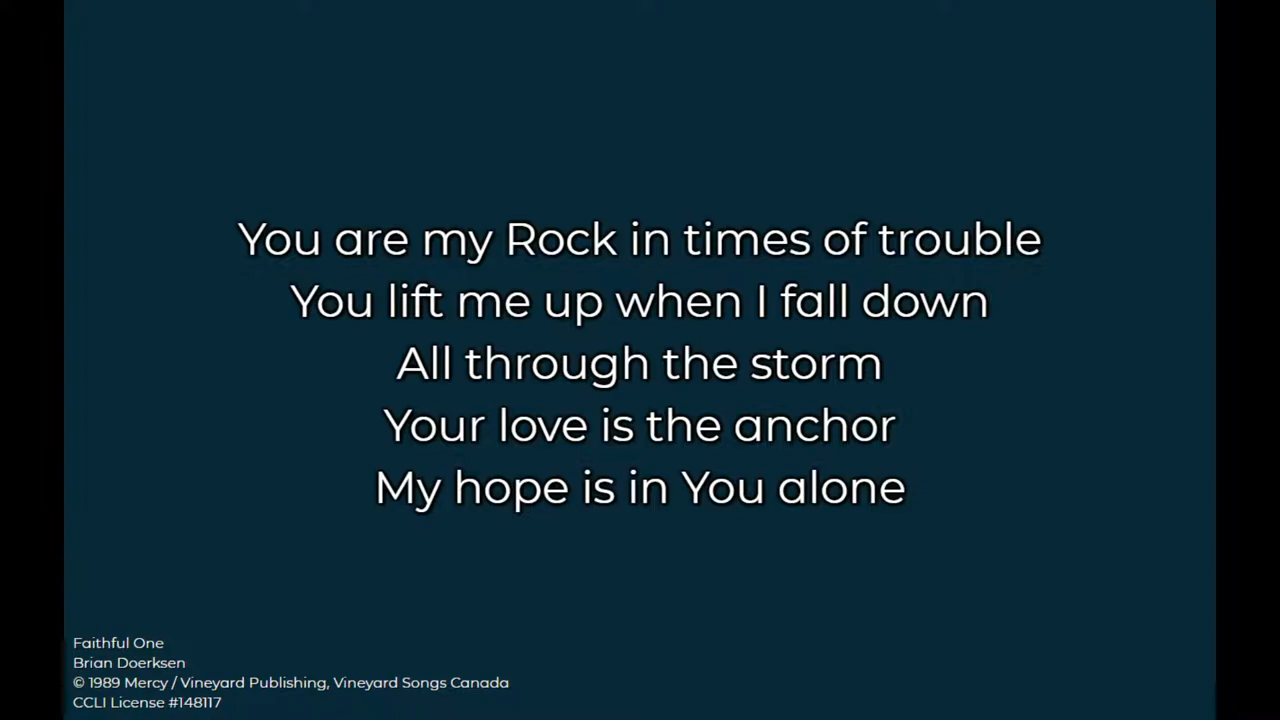 You are my Rock in times of trouble
You lift me up when I fall down
All through the storm
Your love is the anchor
My hope is in You alone
Faithful One
Brian Doerksen
© 1989 Mercy / Vineyard Publishing, Vineyard Songs Canada
CCLI License #148117